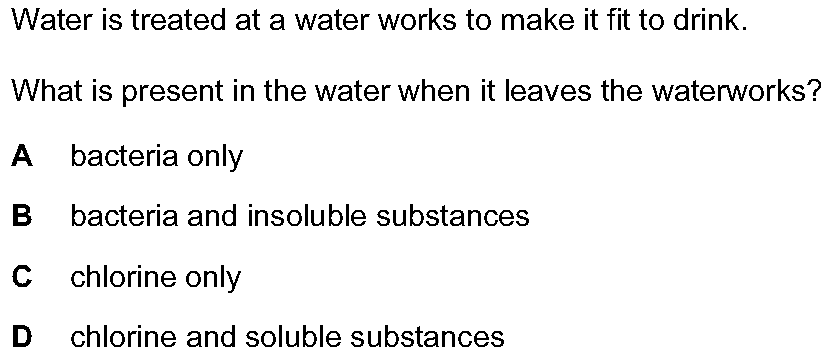 Water is treated at a water works to make it fit to drink.
What is present in the water when it leaves the waterworks?
A bacteria only
B bacteria and insoluble substances
C chlorine only
D chlorine and soluble substances